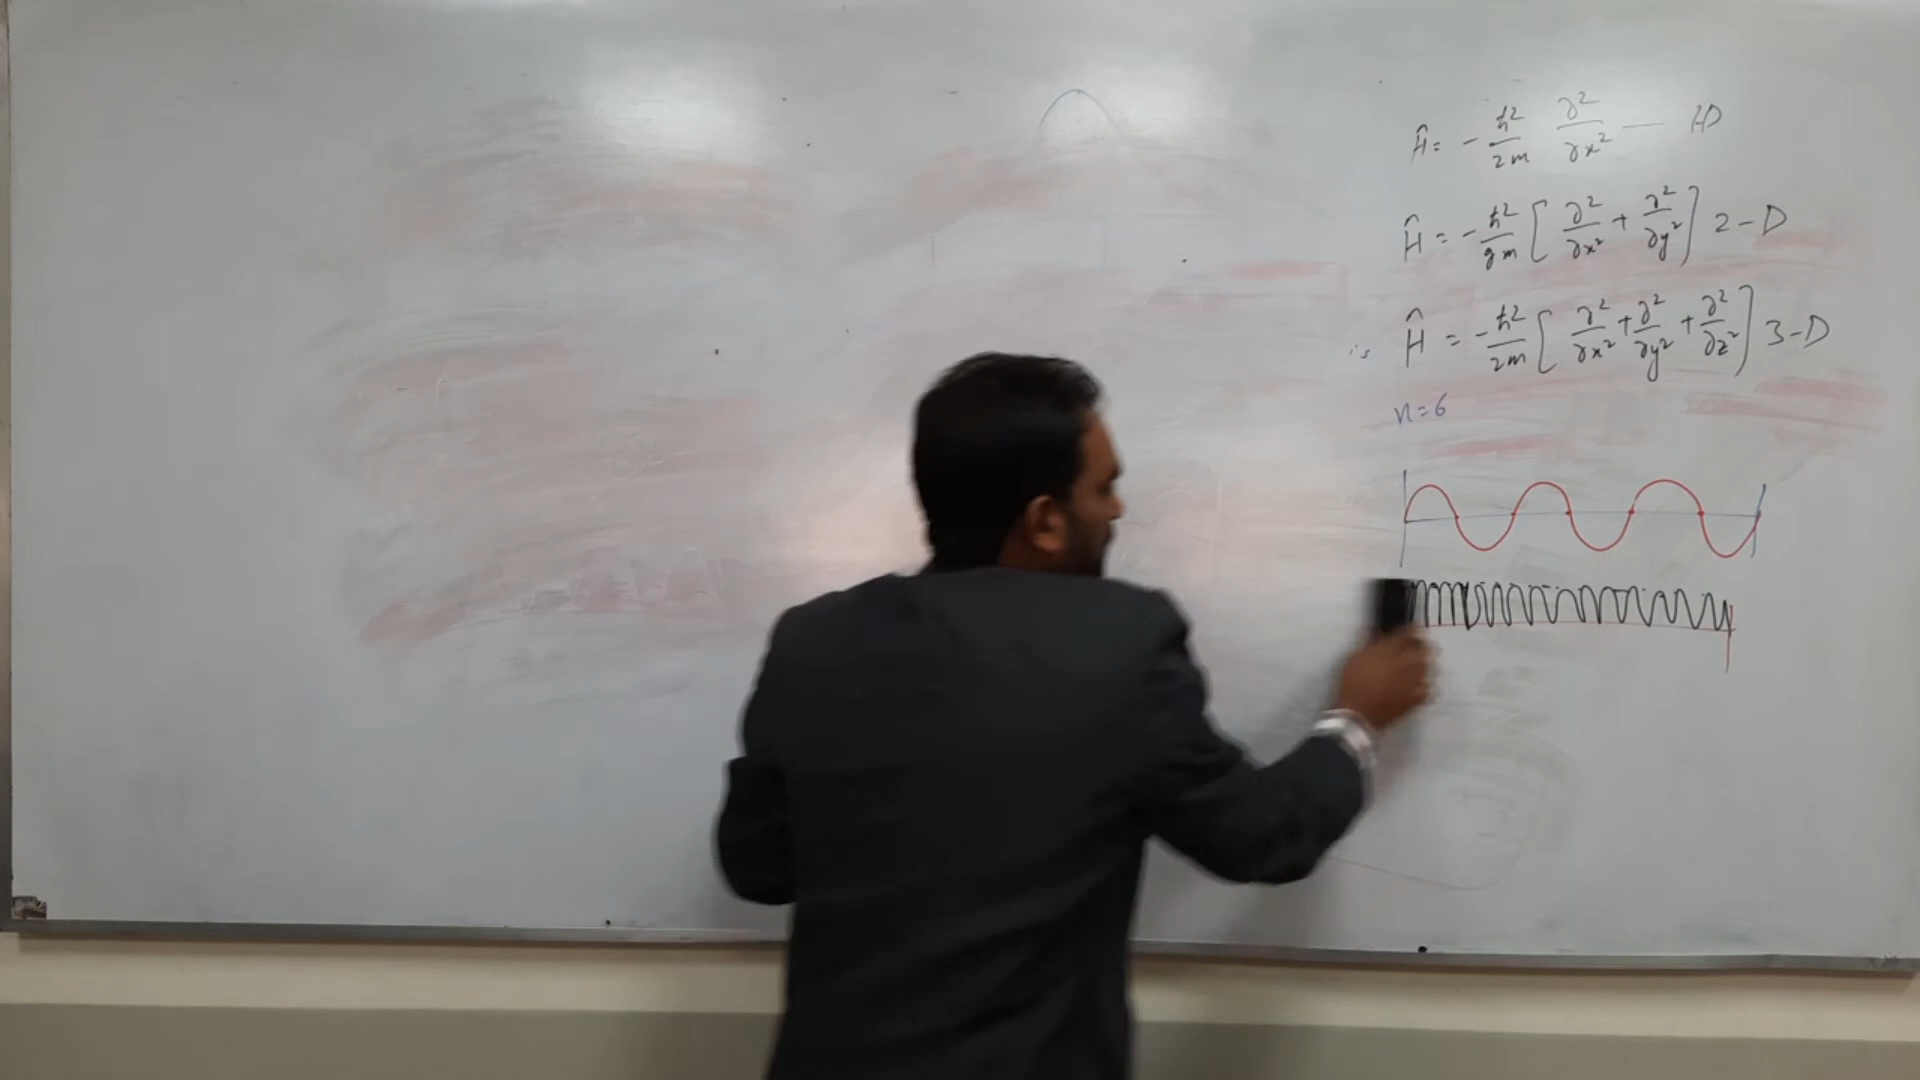 Ĥ = - ħ²/2m ∂²/∂x² — 1D
Ĥ = - ħ²/2m [ ∂²/∂x² + ∂²/∂y² ] 2-D
is Ĥ = - ħ²/2m [ ∂²/∂x² + ∂²/∂y² + ∂²/∂z² ] 3-D
n=6